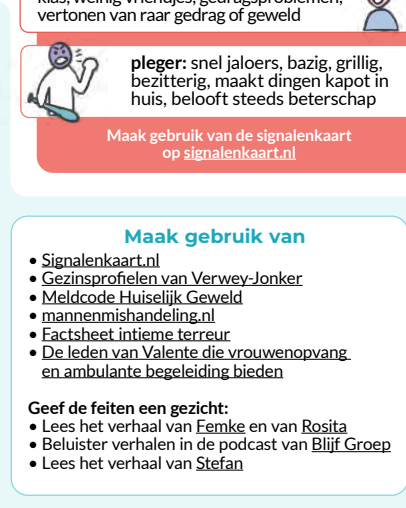 klas, weinig vriendjes, gedragsproblemen,
vertonen van raar gedrag of geweld
pleger: snel jaloers, bazig, grillig,
bezitterig, maakt dingen kapot in
huis, belooft steeds beterschap
Maak gebruik van de signalenkaart
op signalenkaart.nl
Maak gebruik van
• Signalenkaart.nl
• Gezinsprofielen van Verwey-Jonker
• Meldcode Huiselijk Geweld
• mannenmishandeling.nl
• Factsheet intieme terreur
• De leden van Valente die vrouwenopvang
en ambulante begeleiding bieden
Geef de feiten een gezicht:
• Lees het verhaal van Femke en van Rosita
• Beluister verhalen in de podcast van Blijf Groep
• Lees het verhaal van Stefan